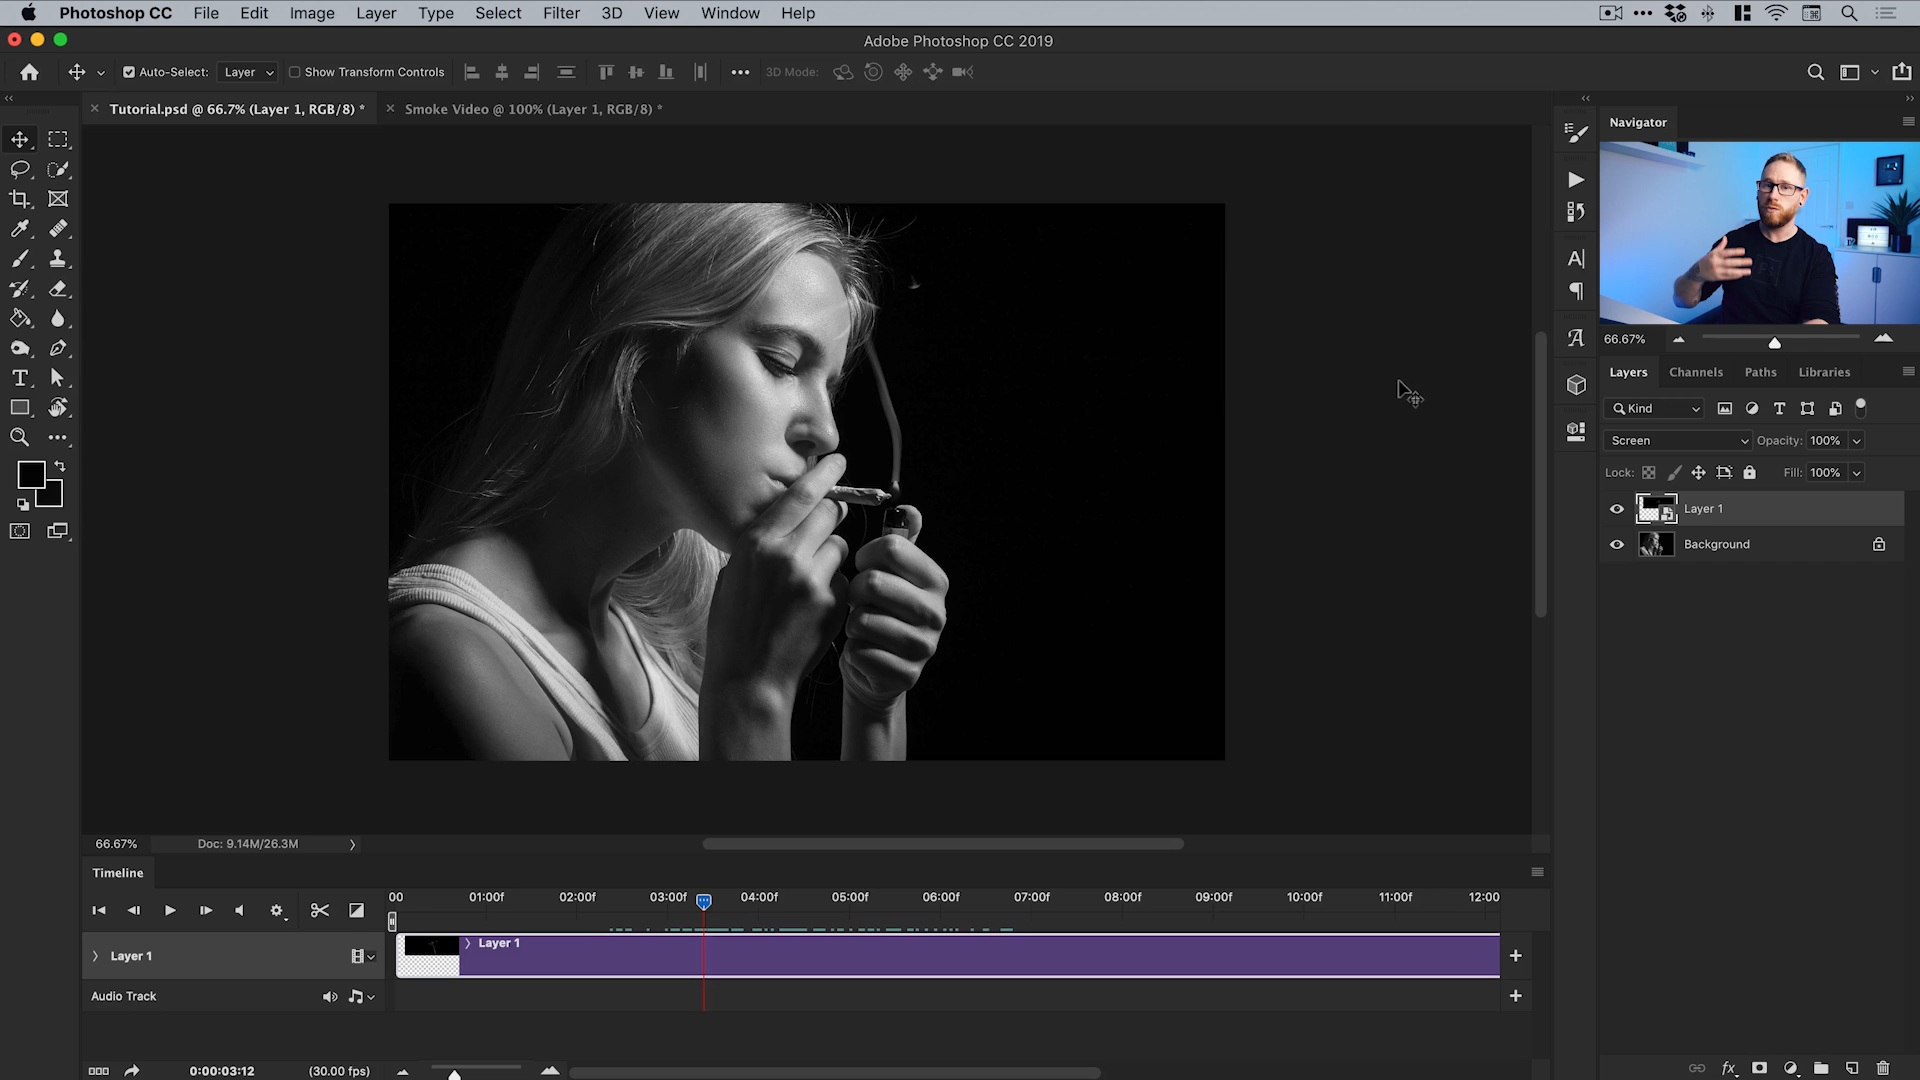 Photoshop CC File Edit Image Layer Type Select Filter 3D View Window Help
Adobe Photoshop CC 2019
Auto-Select: Layer Show Transform Controls 3D Mode:
Tutorial.psd @ 66.7% (Layer 1, RGB/8) * Smoke Video @ 100% (Layer 1, RGB/8) *
Navigator
66.67%
Layers Channels Paths Libraries
Kind
Screen Opacity: 100%
Lock: Fill: 100%
Layer 1
Background
66.67% Doc: 9.14M/26.3M
Timeline
00 01:00f 02:00f 03:00f 04:00f 05:00f 06:00f 07:00f 08:00f 09:00f 10:00f 11:00f 12:00
Layer 1
Layer 1
Audio Track
0:00:03:12 (30.00 fps)